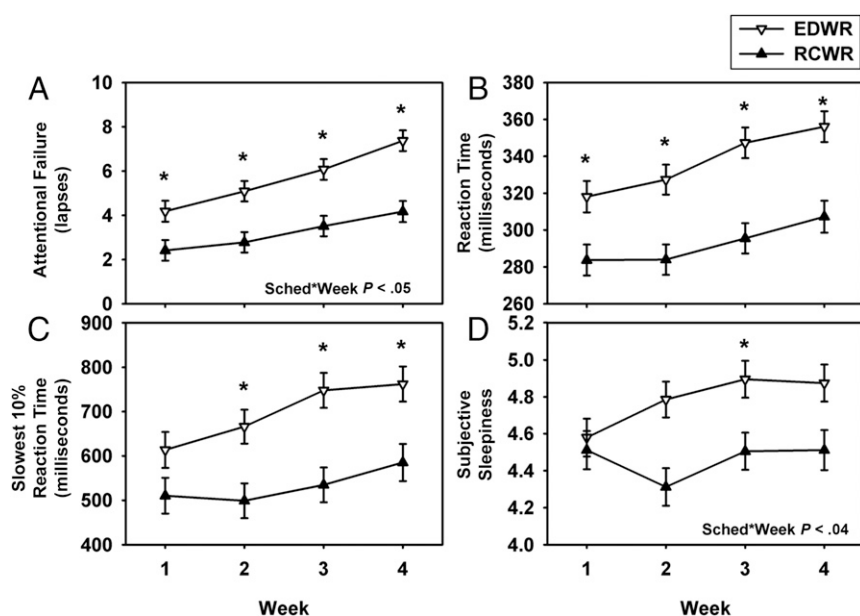 EDWR
RCWR
A
Attentional Failure
(lapses)
10
8
6
4
2
0
* * * *
Sched*Week P < .05
B
Reaction Time
(milliseconds)
360
340
320
300
280
260
* * * *
C
Slowest 10%
Reaction Time
(milliseconds)
900
800
700
600
500
400
* * *
1 2 3 4
Week
D
Subjective
Sleepiness
5.2
5.0
4.8
4.6
4.4
4.2
4.0
*
Sched*Week P < .04
1 2 3 4
Week